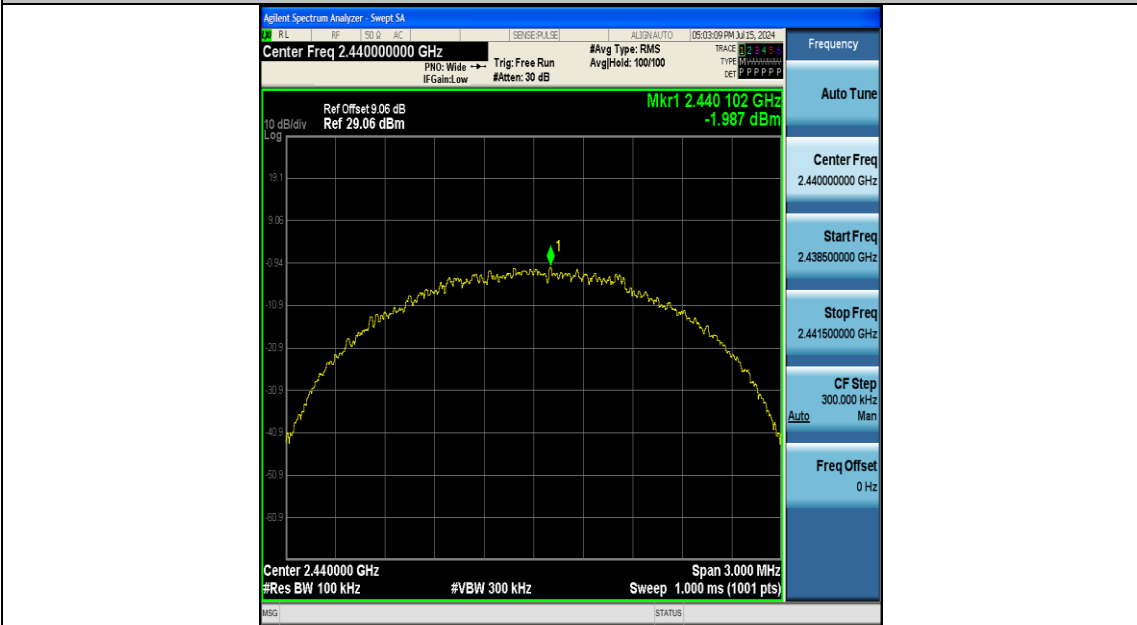 Agilent Spectrum Analyzer - Swept SA
RL RF 50 Ω AC SENSE:PULSE ALIGNAUTO 05:03:09 PM Jul 15, 2024
Center Freq 2.440000000 GHz
PNO: Wide
IFGain:Low
Trig: Free Run
#Atten: 30 dB
#Avg Type: RMS
Avg|Hold: 100/100
TRACE 1 2 3 4 5 6
TYPE
DET P P P P P P
Mkr1 2.440 102 GHz
-1.987 dBm
Ref Offset 9.06 dB
10 dB/div Ref 29.06 dBm
Log
19.1
9.06
-0.94
-10.9
-20.9
-30.9
-40.9
-50.9
-60.9
1
Center 2.440000 GHz Span 3.000 MHz
#Res BW 100 kHz #VBW 300 kHz Sweep 1.000 ms (1001 pts)
MSG STATUS
Frequency
Auto Tune
Center Freq
2.440000000 GHz
Start Freq
2.438500000 GHz
Stop Freq
2.441500000 GHz
CF Step
300.000 kHz
Auto Man
Freq Offset
0 Hz